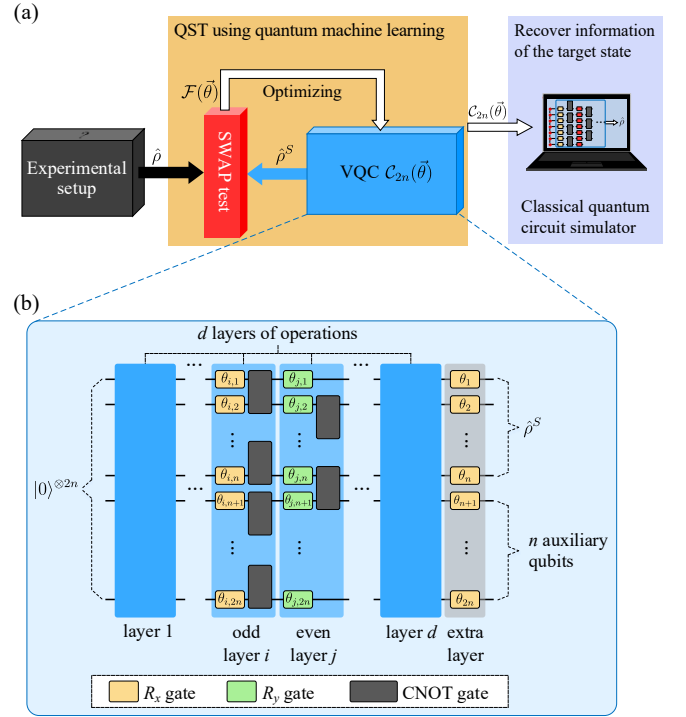 (a)
QST using quantum machine learning
Recover information
of the target state
𝓕(θ⃗)
Optimizing
𝒞₂ₙ(θ⃗)
?
Experimental
setup
ρ̂
SWAP test
ρ̂ˢ
VQC 𝒞₂ₙ(θ⃗)
ρ̂
Classical quantum
circuit simulator
(b)
d layers of operations
... ...
θᵢ,₁ θⱼ,₁ θ₁
θᵢ,₂ θⱼ,₂ θ₂
⋮ ⋮ ⋮ ρ̂ˢ
θᵢ,ₙ θⱼ,ₙ θₙ
|0⟩^{⊗2n} ... ...
θᵢ,ₙ₊₁ θⱼ,ₙ₊₁ θₙ₊₁
⋮ ⋮ ⋮
n auxiliary
qubits
θᵢ,₂ₙ θⱼ,₂ₙ θ₂ₙ
layer 1 odd layer i even layer j layer d extra layer
Rₓ gate R_y gate CNOT gate